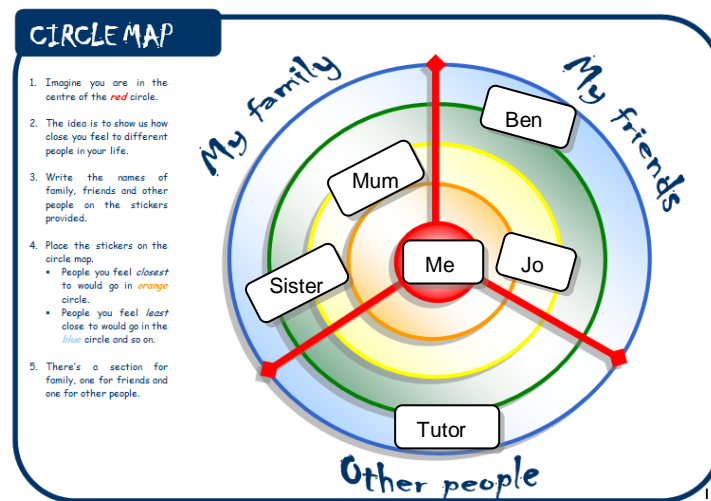 CIRCLE MAP
1. Imagine you are in the
centre of the red circle.
2. The idea is to show us how
close you feel to different
people in your life.
3. Write the names of
family, friends and other
people on the stickers
provided.
4. Place the stickers on the
circle map.
• People you feel closest
to would go in orange
circle.
• People you feel least
close to would go in the
blue circle and so on.
5. There's a section for
family, one for friends and
one for other people.
My family
My friends
Ben
Mum
Me
Jo
Sister
Tutor
Other people